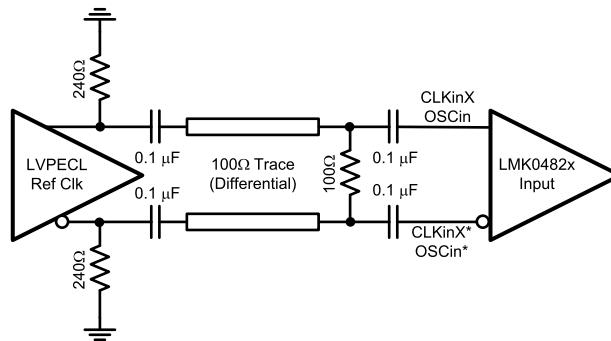 240Ω
CLKinX
OSCin
0.1 μF
0.1 μF
LVPECL
Ref Clk
100Ω Trace
(Differential)
100Ω
LMK0482x
Input
0.1 μF
0.1 μF
CLKinX*
OSCin*
240Ω